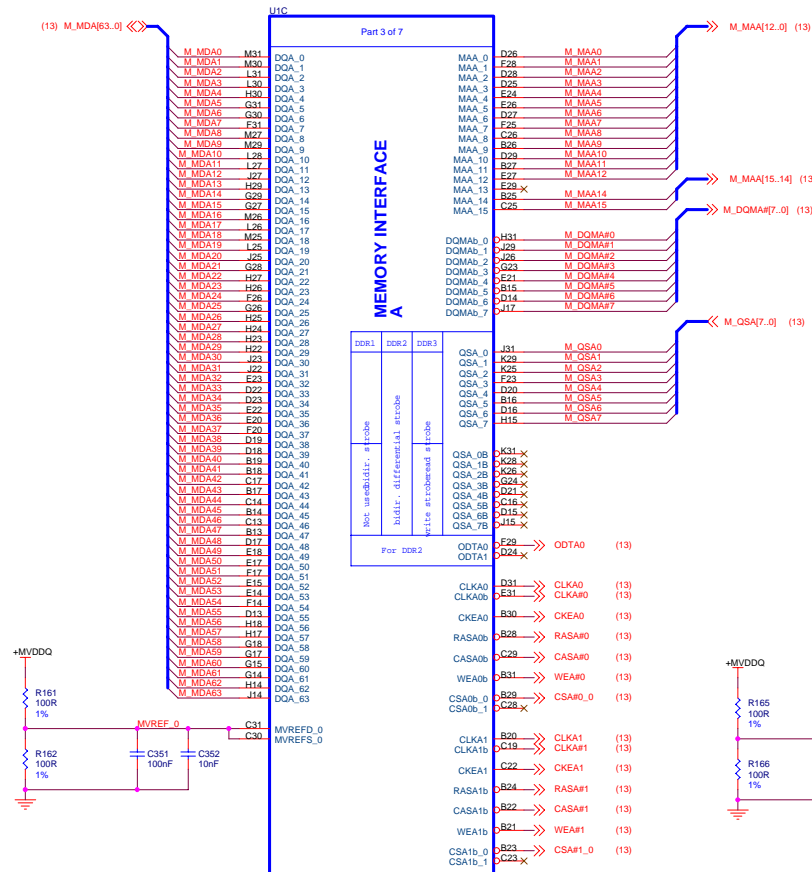 U1C
Part 3 of 7
MEMORY INTERFACE
A
(13) M_MDA[63..0]
M_MDA0 M31 DQA_0
M_MDA1 M30 DQA_1
M_MDA2 L31 DQA_2
M_MDA3 L30 DQA_3
M_MDA4 H30 DQA_4
M_MDA5 G31 DQA_5
M_MDA6 G30 DQA_6
M_MDA7 F31 DQA_7
M_MDA8 M27 DQA_8
M_MDA9 M29 DQA_9
M_MDA10 L28 DQA_10
M_MDA11 L27 DQA_11
M_MDA12 J27 DQA_12
M_MDA13 H29 DQA_13
M_MDA14 G29 DQA_14
M_MDA15 G27 DQA_15
M_MDA16 M26 DQA_16
M_MDA17 L26 DQA_17
M_MDA18 M25 DQA_18
M_MDA19 L25 DQA_19
M_MDA20 J25 DQA_20
M_MDA21 G28 DQA_21
M_MDA22 H27 DQA_22
M_MDA23 H26 DQA_23
M_MDA24 F26 DQA_24
M_MDA25 G26 DQA_25
M_MDA26 H25 DQA_26
M_MDA27 H24 DQA_27
M_MDA28 H23 DQA_28
M_MDA29 H22 DQA_29
M_MDA30 J23 DQA_30
M_MDA31 J22 DQA_31
M_MDA32 E23 DQA_32
M_MDA33 D22 DQA_33
M_MDA34 D23 DQA_34
M_MDA35 E22 DQA_35
M_MDA36 E20 DQA_36
M_MDA37 F20 DQA_37
M_MDA38 D19 DQA_38
M_MDA39 D18 DQA_39
M_MDA40 B19 DQA_40
M_MDA41 B18 DQA_41
M_MDA42 C17 DQA_42
M_MDA43 B17 DQA_43
M_MDA44 C14 DQA_44
M_MDA45 B14 DQA_45
M_MDA46 C13 DQA_46
M_MDA47 B13 DQA_47
M_MDA48 D17 DQA_48
M_MDA49 E18 DQA_49
M_MDA50 E17 DQA_50
M_MDA51 F17 DQA_51
M_MDA52 E15 DQA_52
M_MDA53 E14 DQA_53
M_MDA54 F14 DQA_54
M_MDA55 D13 DQA_55
M_MDA56 H18 DQA_56
M_MDA57 H17 DQA_57
M_MDA58 G18 DQA_58
M_MDA59 G17 DQA_59
M_MDA60 G15 DQA_60
M_MDA61 G14 DQA_61
M_MDA62 H14 DQA_62
M_MDA63 J14 DQA_63
MVREF_0 C31 MVREFD_0
C30 MVREFS_0
+MVDDQ
R161
100R
1%
R162
100R
1%
C351
100nF
C352
10nF
DDR1 DDR2 DDR3
Not used bidir. strobe
bidir. differential strobe
write strobe read strobe
For DDR2
M_MAA[12..0] (13)
MAA_0 D26 M_MAA0
MAA_1 F28 M_MAA1
MAA_2 D28 M_MAA2
MAA_3 D25 M_MAA3
MAA_4 E24 M_MAA4
MAA_5 E26 M_MAA5
MAA_6 D27 M_MAA6
MAA_7 F25 M_MAA7
MAA_8 C26 M_MAA8
MAA_9 B26 M_MAA9
MAA_10 D29 M_MAA10
MAA_11 B27 M_MAA11
MAA_12 E27 M_MAA12
MAA_13 E29
M_MAA[15..14] (13
MAA_14 B25 M_MAA14
MAA_15 C25 M_MAA15
M_DQMA#[7..0] (13)
DQMAb_0 H31 M_DQMA#0
DQMAb_1 J29 M_DQMA#1
DQMAb_2 J26 M_DQMA#2
DQMAb_3 G23 M_DQMA#3
DQMAb_4 E21 M_DQMA#4
DQMAb_5 B15 M_DQMA#5
DQMAb_6 D14 M_DQMA#6
DQMAb_7 J17 M_DQMA#7
M_QSA[7..0] (13)
QSA_0 J31 M_QSA0
QSA_1 K29 M_QSA1
QSA_2 K25 M_QSA2
QSA_3 F23 M_QSA3
QSA_4 D20 M_QSA4
QSA_5 B16 M_QSA5
QSA_6 D16 M_QSA6
QSA_7 H15 M_QSA7
QSA_0B K31
QSA_1B K28
QSA_2B K26
QSA_3B G24
QSA_4B D21
QSA_5B C16
QSA_6B D15
QSA_7B J15
ODTA0 F29 ODTA0 (13)
ODTA1 D24
CLKA0 D31 CLKA0 (13)
CLKA0b E31 CLKA#0 (13)
CKEA0 B30 CKEA0 (13)
RASA0b B28 RASA#0 (13)
CASA0b C29 CASA#0 (13)
WEA0b B31 WEA#0 (13)
CSA0b_0 B29 CSA#0_0 (13)
CSA0b_1 C28
CLKA1 B20 CLKA1 (13)
CLKA1b C19 CLKA#1 (13)
CKEA1 C22 CKEA1 (13)
RASA1b B24 RASA#1 (13)
CASA1b B22 CASA#1 (13)
WEA1b B21 WEA#1 (13)
CSA1b_0 B23 CSA#1_0 (13)
CSA1b_1 C23
+MVDDQ
R165
100R
1%
R166
100R
1%